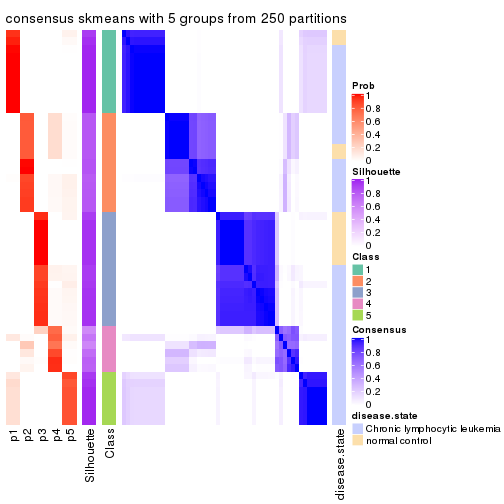 consensus skmeans with 5 groups from 250 partitions
Prob
1
0.8
0.6
0.4
0.2
0
Silhouette
1
0.8
0.6
0.4
0.2
0
Class
1
2
3
4
5
Consensus
1
0.8
0.6
0.4
0.2
0
disease.state
Chronic lymphocytic leukemia
normal control
p1
p2
p3
p4
p5
Silhouette
Class
disease.state